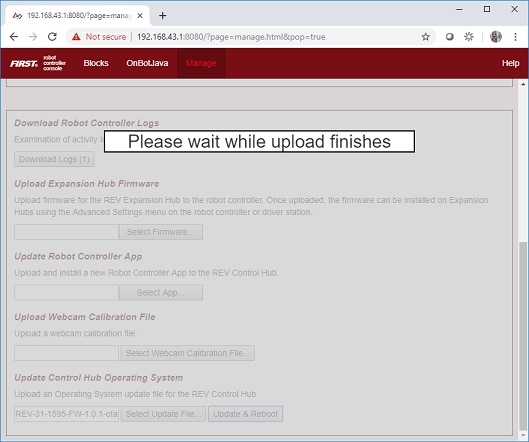 192.168.43.1:8080/?page=manag
Not secure | 192.168.43.1:8080/?page=manage.html&pop=true
FIRST. robot controller console Blocks OnBotJava Manage Help
Download Robot Controller Logs
Examination of activity
Please wait while upload finishes
Download Logs (1)
Upload Expansion Hub Firmware
Upload firmware for the REV Expansion Hub to the robot controller. Once uploaded, the firmware can be installed on Expansion
Hubs using the Advanced Settings menu on the robot controller or driver station.
Select Firmware...
Update Robot Controller App
Upload and install a new Robot Controller App to the REV Control Hub.
Select App...
Upload Webcam Calibration File
Upload a webcam calibration file.
Select Webcam Calibration File...
Update Control Hub Operating System
Upload an Operating System update file for the REV Control Hub
REV-31-1595-FW-1.0.1-ota Select Update File... Update & Reboot